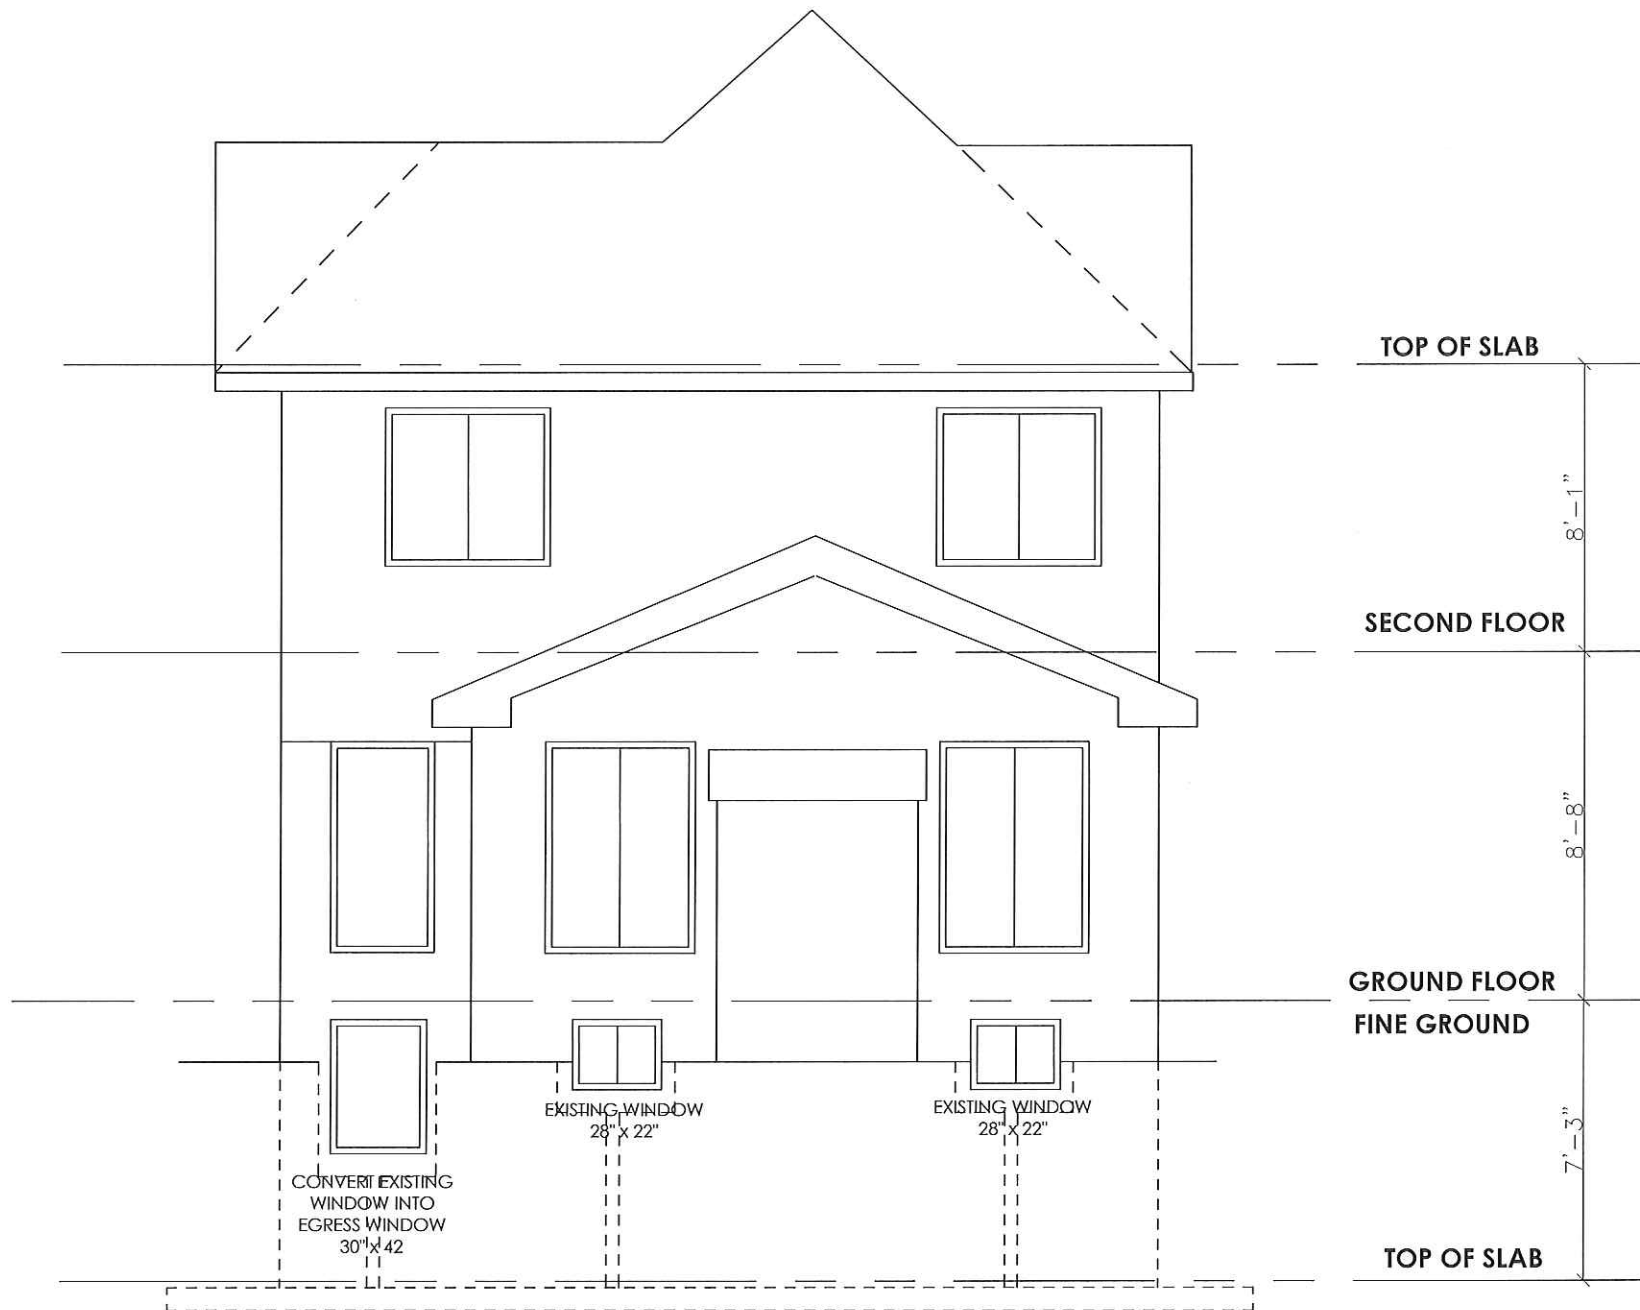 TOP OF SLAB
8'-1"
SECOND FLOOR
8'-8"
GROUND FLOOR
FINE GROUND
EXISTING WINDOW
28" x 22"
EXISTING WINDOW
28" x 22"
7'-3"
CONVERT EXISTING
WINDOW INTO
EGRESS WINDOW
30" x 42
TOP OF SLAB